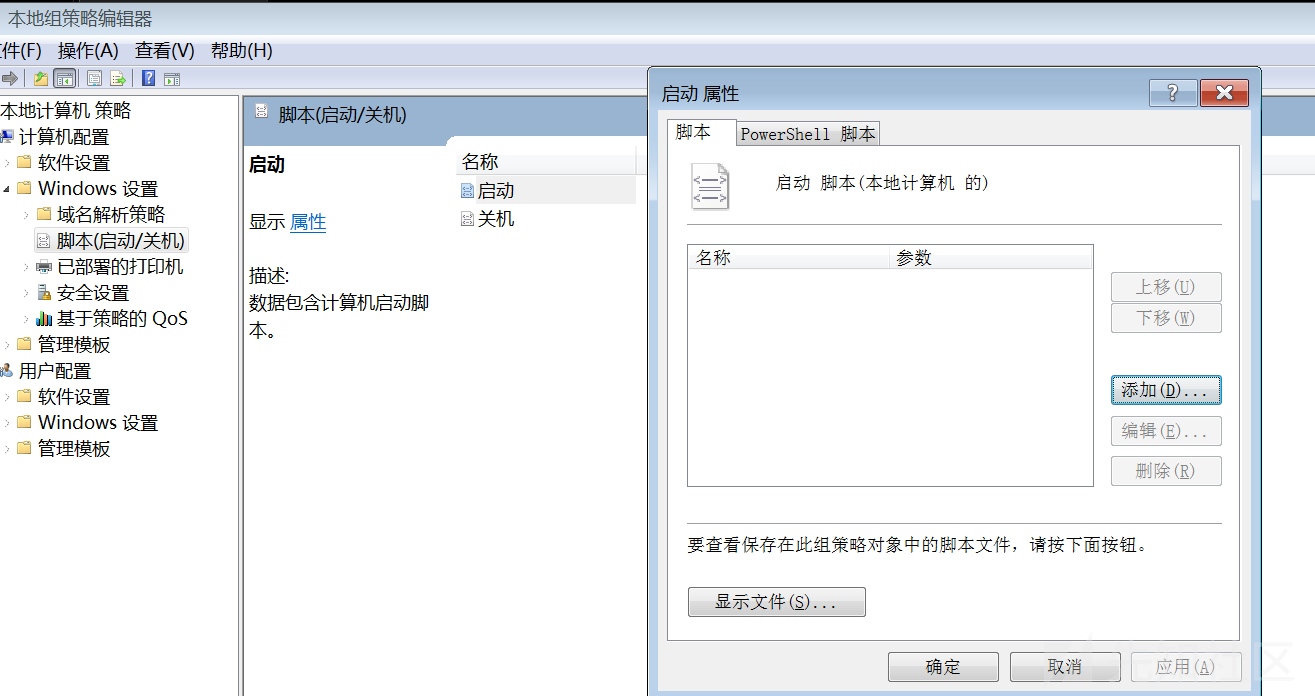 本地组策略编辑器
件(F) 操作(A) 查看(V) 帮助(H)
本地计算机 策略
计算机配置
软件设置
Windows 设置
域名解析策略
脚本(启动/关机)
已部署的打印机
安全设置
基于策略的 QoS
管理模板
用户配置
软件设置
Windows 设置
管理模板
脚本(启动/关机)
启动
显示 属性
描述:
数据包含计算机启动脚
本。
名称
启动
关机
启动 属性
脚本
PowerShell 脚本
启动 脚本(本地计算机 的)
名称 参数
上移(U)
下移(W)
添加(D)...
编辑(E)...
删除(R)
要查看保存在此组策略对象中的脚本文件，请按下面按钮。
显示文件(S)...
确定 取消 应用(A)